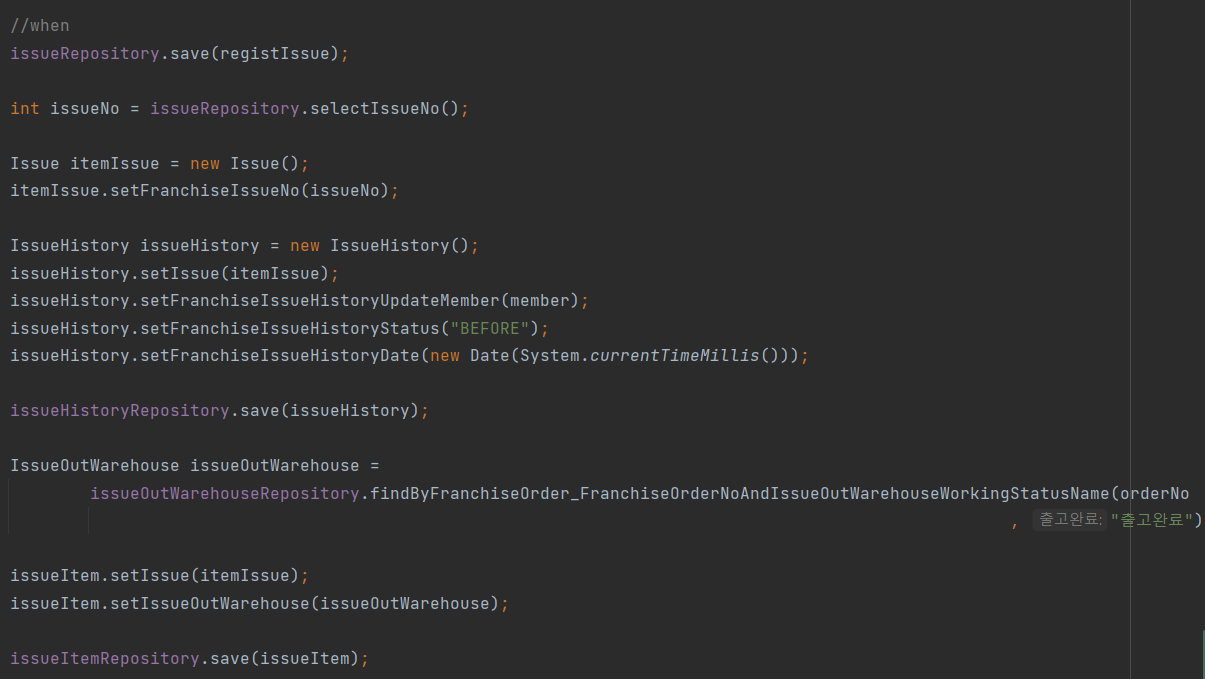 //when
issueRepository.save(registIssue);
int issueNo = issueRepository.selectIssueNo();
Issue itemIssue = new Issue();
itemIssue.setFranchiseIssueNo(issueNo);
IssueHistory issueHistory = new IssueHistory();
issueHistory.setIssue(itemIssue);
issueHistory.setFranchiseIssueHistoryUpdateMember(member);
issueHistory.setFranchiseIssueHistoryStatus("BEFORE");
issueHistory.setFranchiseIssueHistoryDate(new Date(System.currentTimeMillis()));
issueHistoryRepository.save(issueHistory);
IssueOutWarehouse issueOutWarehouse =
issueOutWarehouseRepository.findByFranchiseOrder_FranchiseOrderNoAndIssueOutWarehouseWorkingStatusName(orderNo
, 출고완료: "출고완료")
issueItem.setIssue(itemIssue);
issueItem.setIssueOutWarehouse(issueOutWarehouse);
issueItemRepository.save(issueItem);